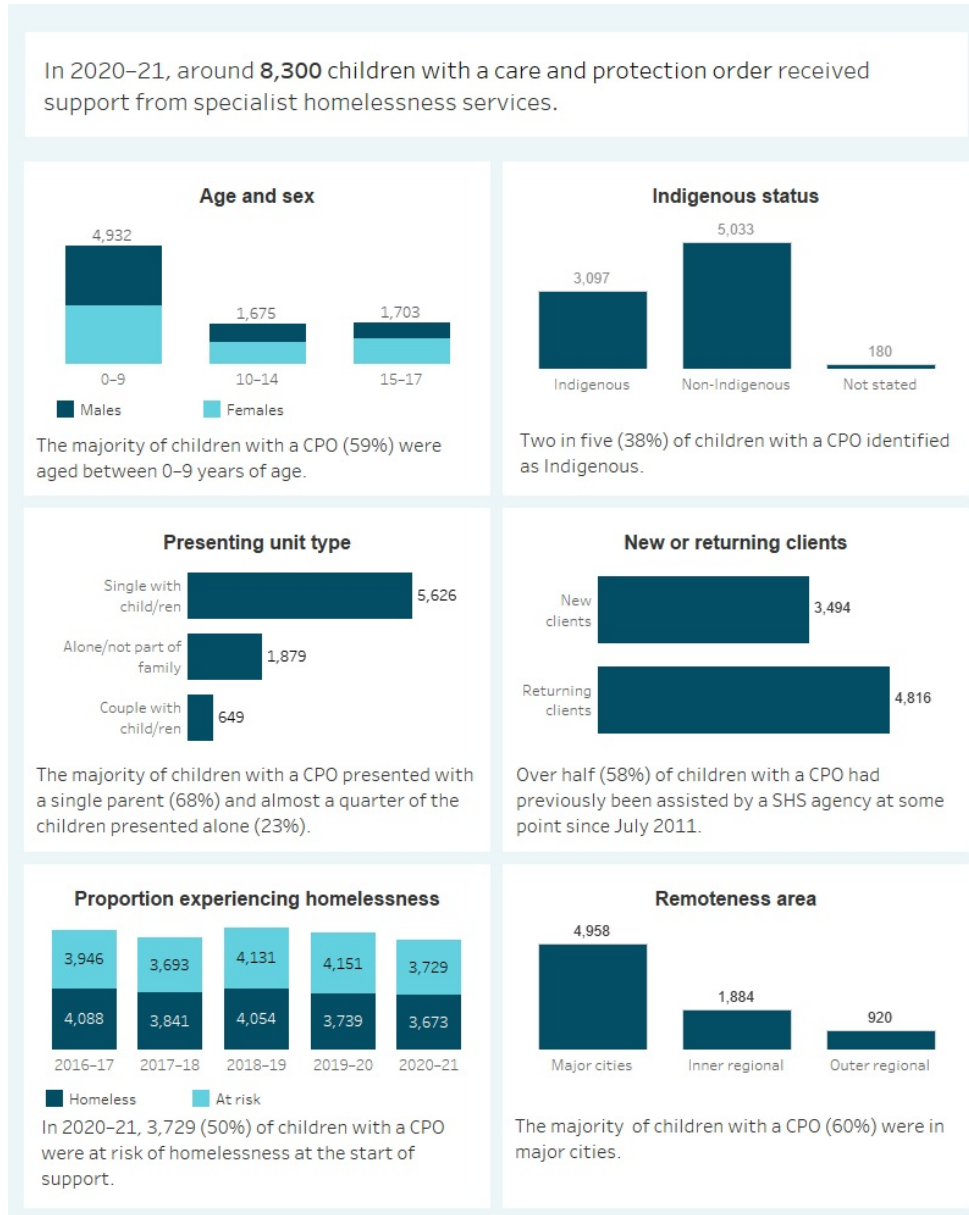 In 2020–21, around 8,300 children with a care and protection order received
support from specialist homelessness services.
Age and sex
4,932
1,675
1,703
0–9
10–14
15–17
Males
Females
The majority of children with a CPO (59%) were
aged between 0–9 years of age.
Indigenous status
5,033
3,097
180
Indigenous
Non-Indigenous
Not stated
Two in five (38%) of children with a CPO identified
as Indigenous.
Presenting unit type
Single with
child/ren
5,626
Alone/not part of
family
1,879
Couple with
child/ren
649
The majority of children with a CPO presented with
a single parent (68%) and almost a quarter of the
children presented alone (23%).
New or returning clients
New
clients
3,494
Returning
clients
4,816
Over half (58%) of children with a CPO had
previously been assisted by a SHS agency at some
point since July 2011.
Proportion experiencing homelessness
3,946
3,693
4,131
4,151
3,729
4,088
3,841
4,054
3,739
3,673
2016–17
2017–18
2018–19
2019–20
2020–21
Homeless
At risk
In 2020–21, 3,729 (50%) of children with a CPO
were at risk of homelessness at the start of
support.
Remoteness area
4,958
1,884
920
Major cities
Inner regional
Outer regional
The majority of children with a CPO (60%) were in
major cities.